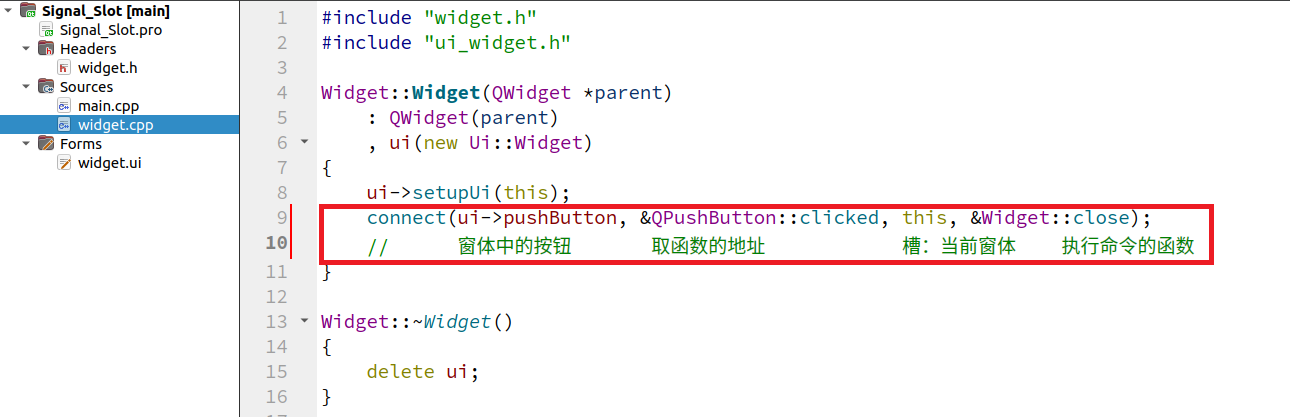 Signal_Slot [main]
Signal_Slot.pro
Headers
widget.h
Sources
main.cpp
widget.cpp
Forms
widget.ui
1 #include "widget.h"
2 #include "ui_widget.h"
3
4 Widget::Widget(QWidget *parent)
5     : QWidget(parent)
6     , ui(new Ui::Widget)
7 {
8     ui->setupUi(this);
9     connect(ui->pushButton, &QPushButton::clicked, this, &Widget::close);
10     //      窗体中的按钮       取函数的地址            槽：当前窗体    执行命令的函数
11 }
12
13 Widget::~Widget()
14 {
15     delete ui;
16 }